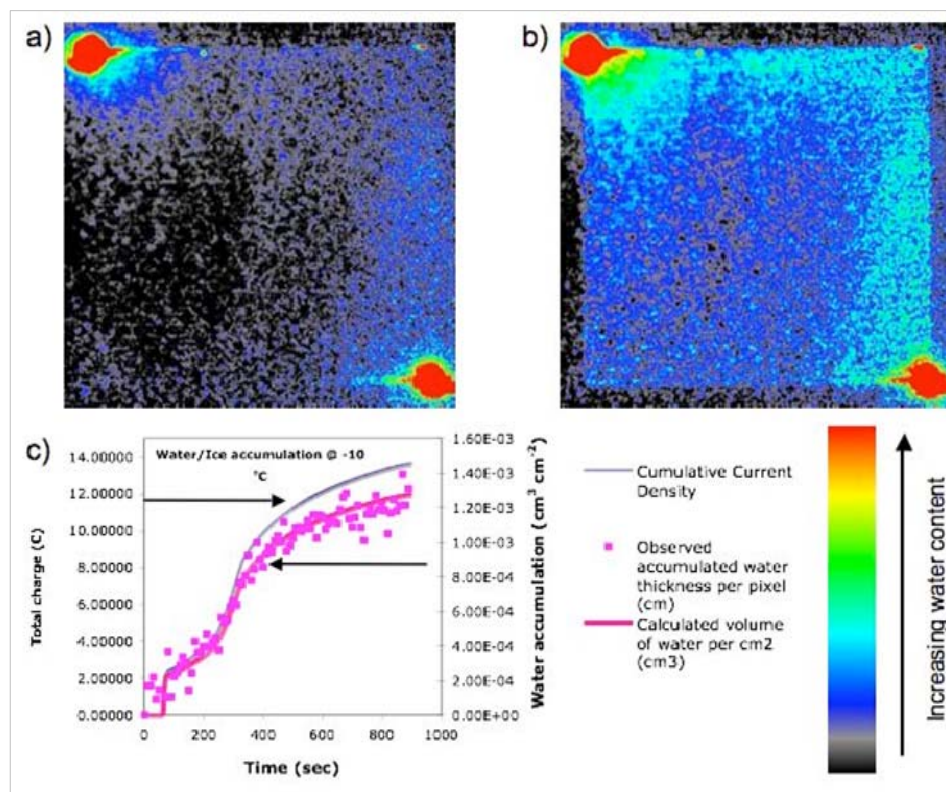 a)
b)
c)
Water/Ice accumulation @ -10
°C
14.00000
12.00000
10.00000
8.00000
6.00000
4.00000
2.00000
0.00000
Total charge (C)
1.60E-03
1.40E-03
1.20E-03
1.00E-03
8.00E-04
6.00E-04
4.00E-04
2.00E-04
0.00E+00
Water accumulation (cm³ cm⁻²)
0 200 400 600 800 1000
Time (sec)
Cumulative Current
Density
Observed
accumulated water
thickness per pixel
(cm)
Calculated volume
of water per cm2
(cm3)
Increasing water content